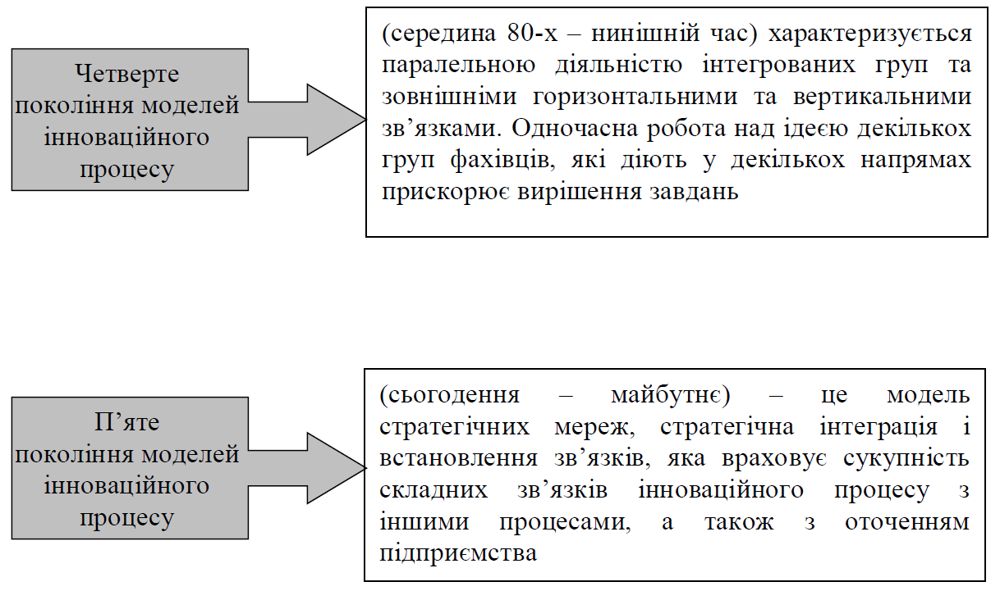 Четверте
покоління моделей
інноваційного
процесу
(середина 80-х – нинішній час) характеризується
паралельною діяльністю інтегрованих груп та
зовнішніми горизонтальними та вертикальними
зв’язками. Одночасна робота над ідеєю декількох
груп фахівців, які діють у декількох напрямах
прискорює вирішення завдань
П’яте
покоління моделей
інноваційного
процесу
(сьогодення – майбутнє) – це модель
стратегічних мереж, стратегічна інтеграція і
встановлення зв’язків, яка враховує сукупність
складних зв’язків інноваційного процесу з
іншими процесами, а також з оточенням
підприємства